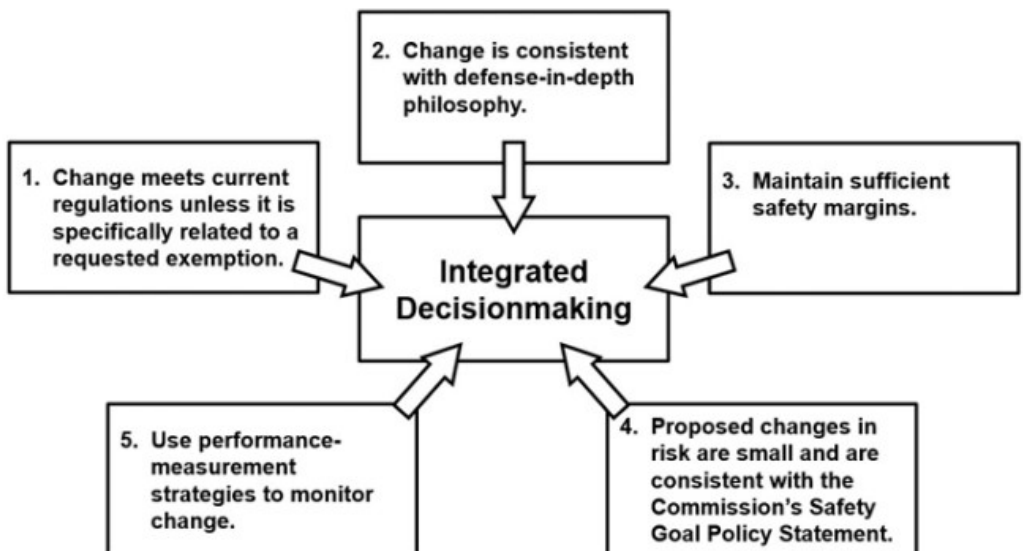 2. Change is consistent
with defense-in-depth
philosophy.
1. Change meets current
regulations unless it is
specifically related to a
requested exemption.
3. Maintain sufficient
safety margins.
Integrated
Decisionmaking
5. Use performance-
measurement
strategies to monitor
change.
4. Proposed changes in
risk are small and are
consistent with the
Commission's Safety
Goal Policy Statement.